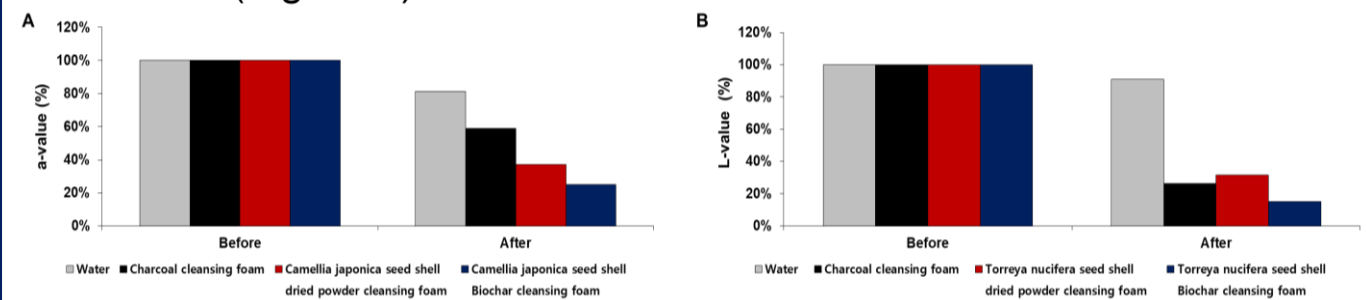 A
a-value (%)
120%
100%
80%
60%
40%
20%
0%
Before After
Water Charcoal cleansing foam Camellia japonica seed shell Camellia japonica seed shell
dried powder cleansing foam Biochar cleansing foam
B
L-value (%)
120%
100%
80%
60%
40%
20%
0%
Before After
Water Charcoal cleansing foam Torreya nucifera seed shell Torreya nucifera seed shell
dried powder cleansing foam Biochar cleansing foam